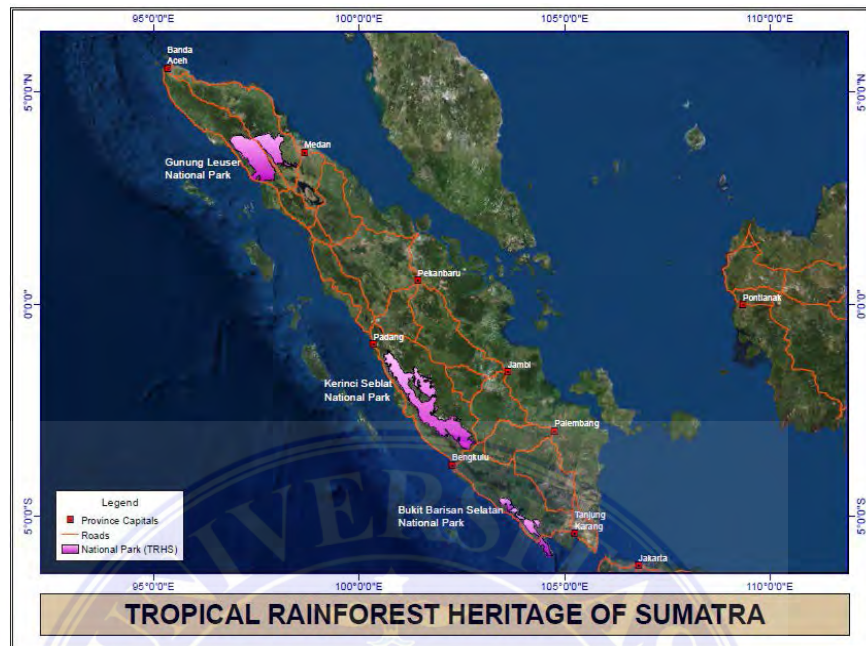 95°0'0"E
100°0'0"E
105°0'0"E
110°0'0"E
5°0'0"N
0°0'0"
5°0'0"S
5°0'0"N
0°0'0"
5°0'0"S
Banda
Aceh
Medan
Gunung Leuser
National Park
Pekanbaru
Pontianak
Padang
Jambi
Kerinci Seblat
National Park
Palembang
Bengkulu
Bukit Barisan Selatan
National Park
Tanjung
Karang
Jakarta
Legend
Province Capitals
Roads
National Park (TRHS)
95°0'0"E
100°0'0"E
105°0'0"E
110°0'0"E
TROPICAL RAINFOREST HERITAGE OF SUMATRA